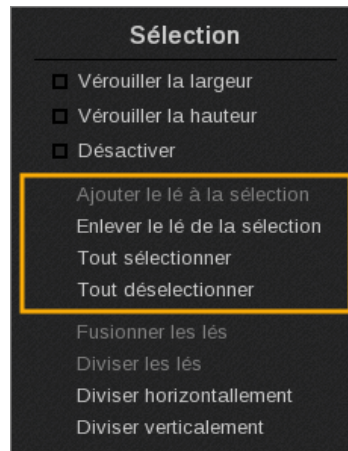 Sélection
Vérouiller la largeur
Vérouiller la hauteur
Désactiver
Ajouter le lé à la sélection
Enlever le lé de la sélection
Tout sélectionner
Tout déselectionner
Fusionner les lés
Diviser les lés
Diviser horizontallement
Diviser verticalement